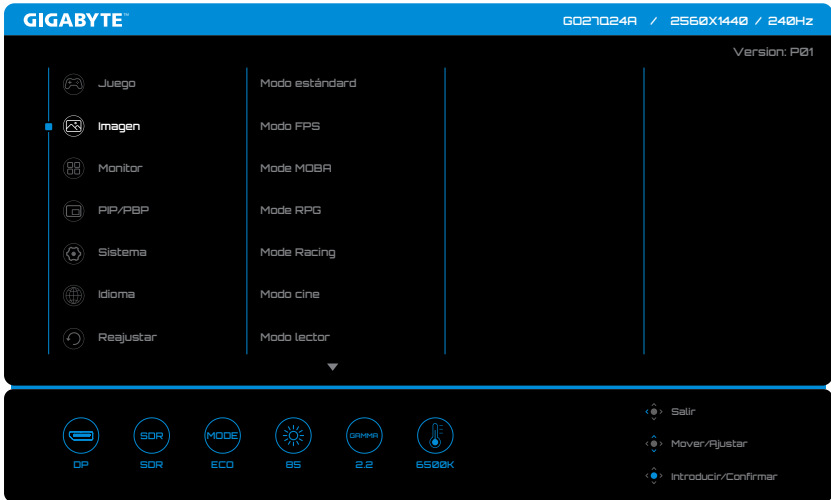 GIGABYTE™
GO27Q24A / 2560X1440 / 240Hz
Version: P01
Juego
Imagen
Monitor
PIP/PBP
Sistema
Idioma
Reajustar
Modo estándard
Modo FPS
Mode MOBA
Mode RPG
Mode Racing
Modo cine
Modo lector
SDR
MODE
GAMMA
DP
SDR
ECO
85
2.2
6500K
Salir
Mover/Ajustar
Introducir/Confirmar